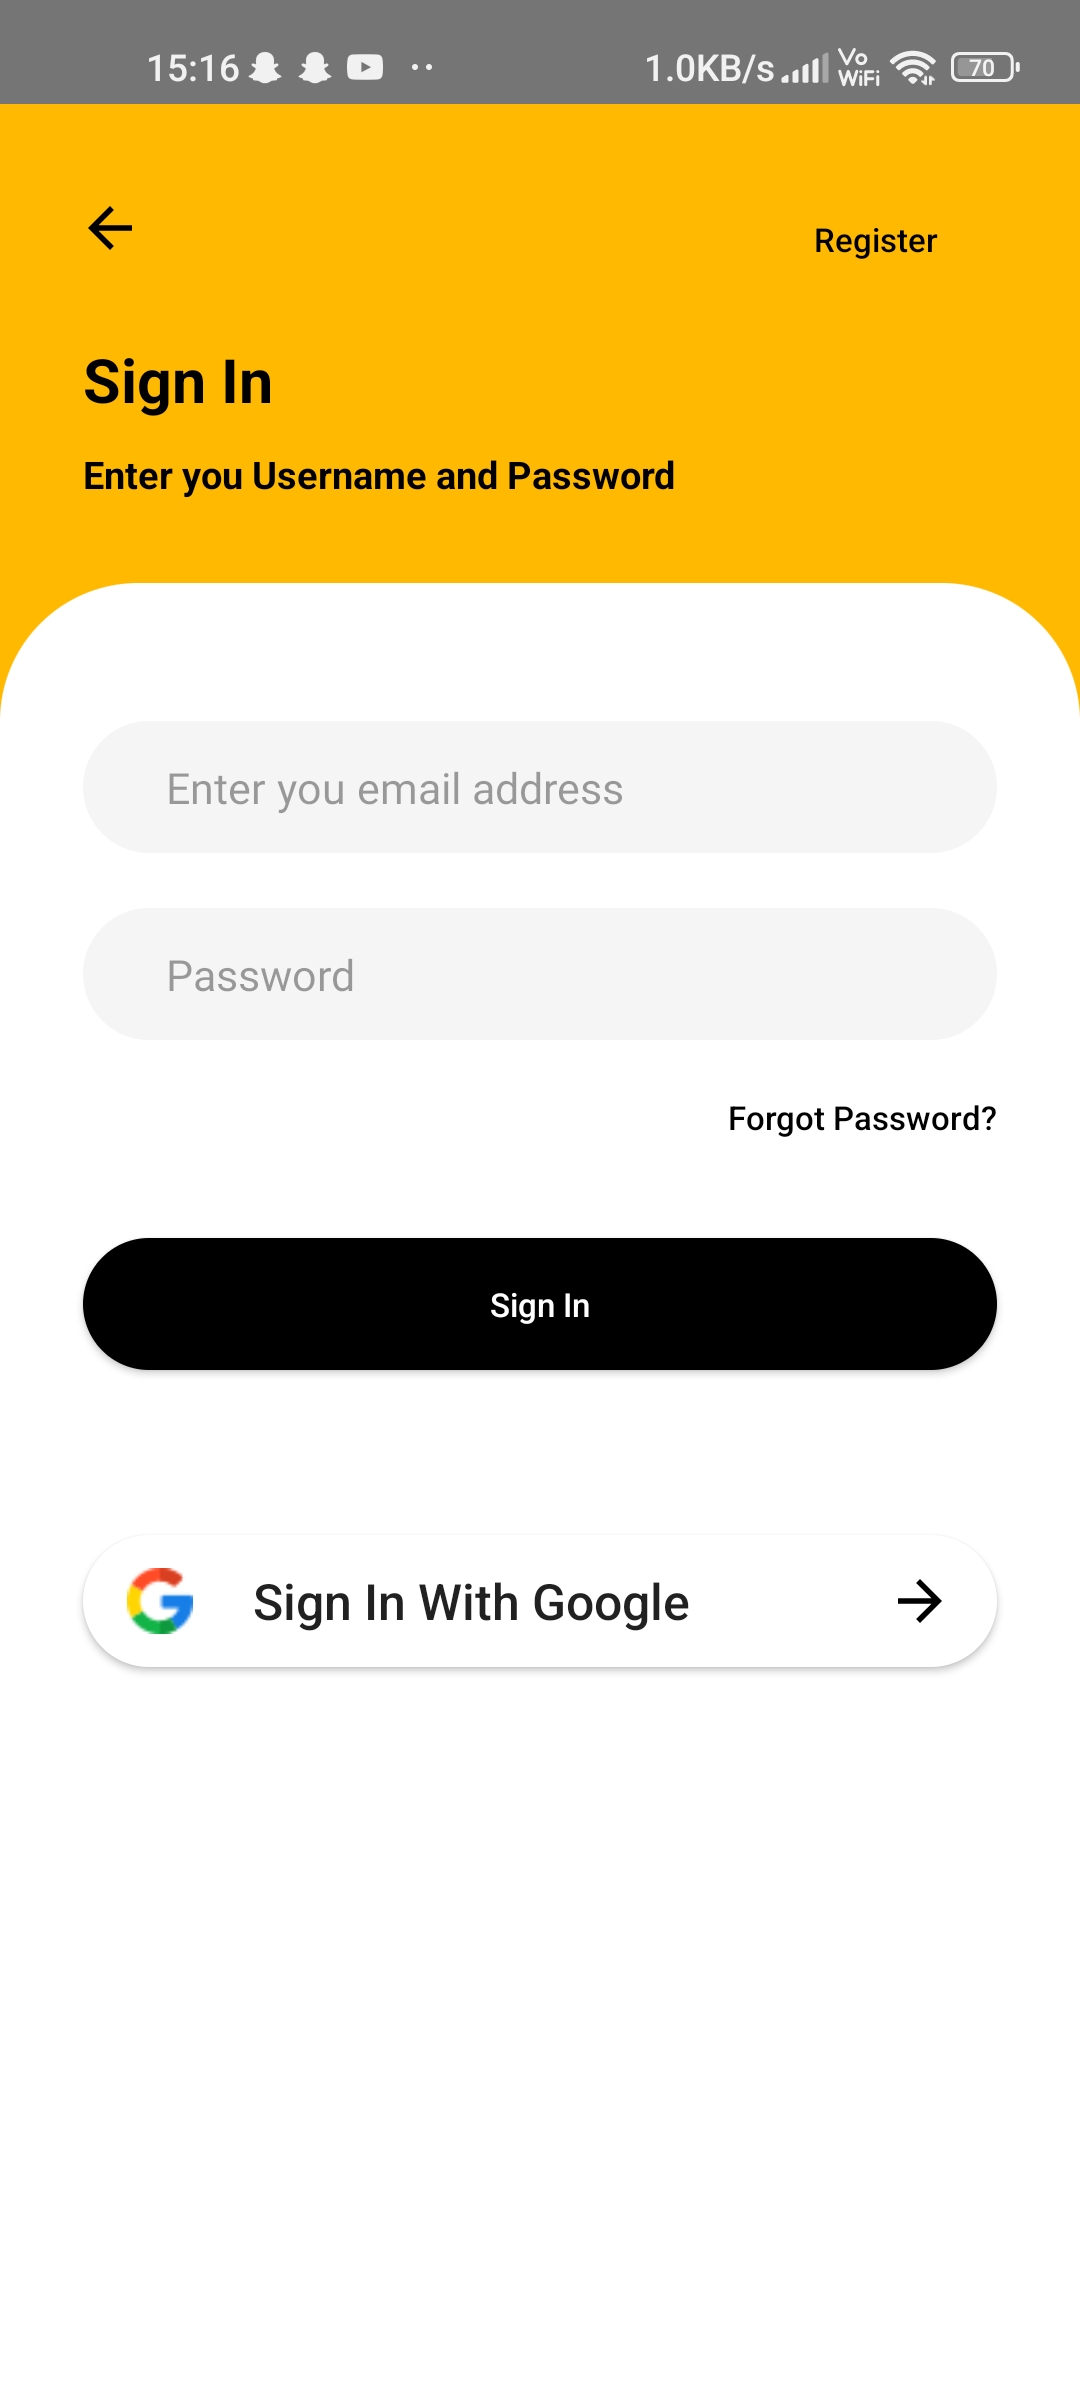 15:16 1.0KB/s Vo WiFi 70
Register
Sign In
Enter you Username and Password
Enter you email address
Password
Forgot Password?
Sign In
Sign In With Google